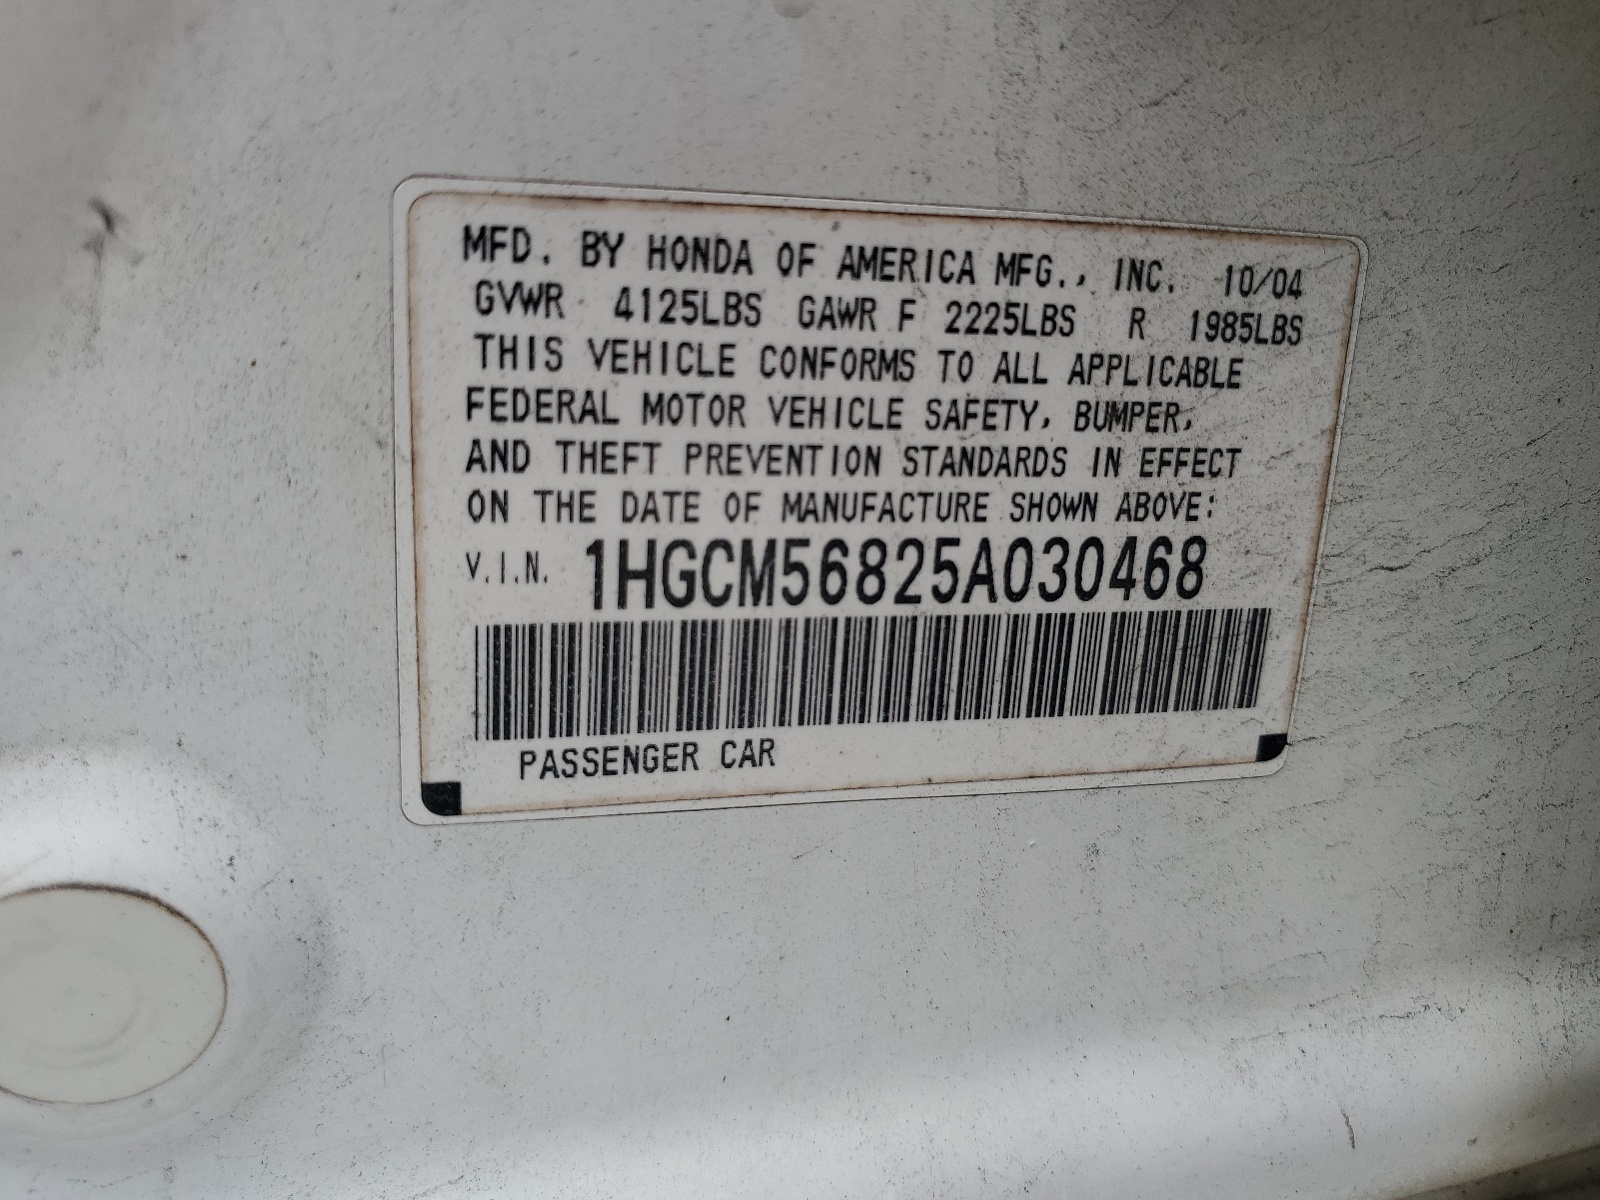 MFD. BY HONDA OF AMERICA MFG., INC. 10/04
GVWR 4125LBS GAWR F 2225LBS R 1985LBS
THIS VEHICLE CONFORMS TO ALL APPLICABLE
FEDERAL MOTOR VEHICLE SAFETY, BUMPER,
AND THEFT PREVENTION STANDARDS IN EFFECT
ON THE DATE OF MANUFACTURE SHOWN ABOVE:
V.I.N. 1HGCM56825A030468
PASSENGER CAR